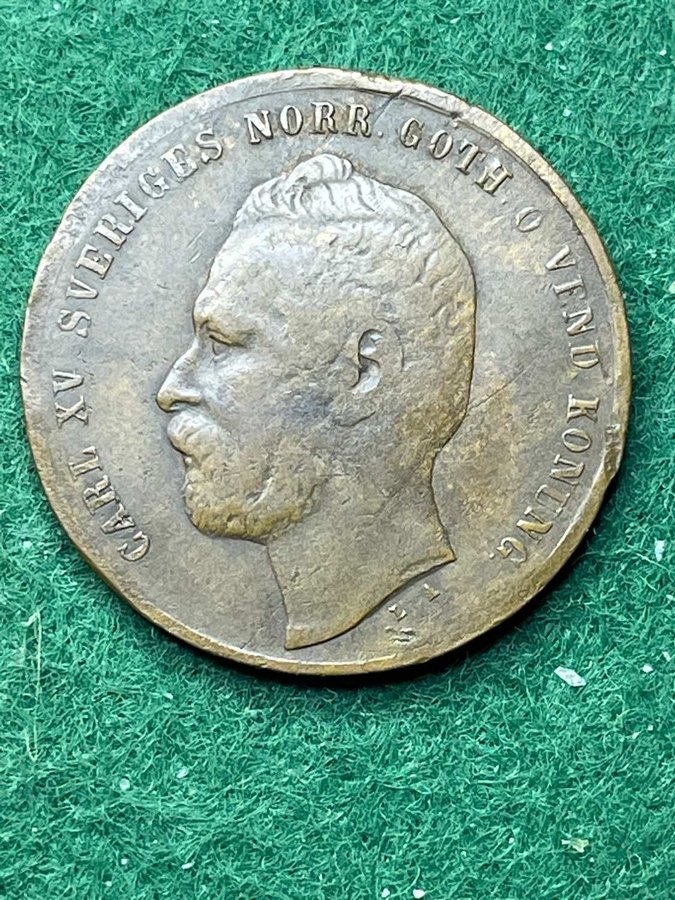 CARL XV SVERIGES NORR. GOTH. O VEND. KONUNG.
L A